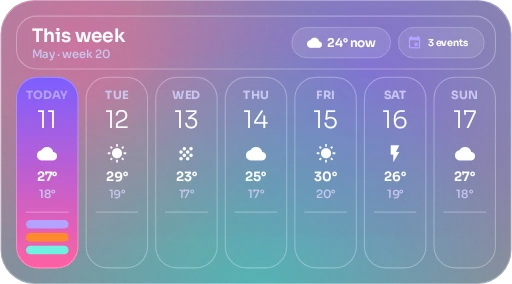 This week
May · week 20
24° now
3 events
TODAY
11
27°
18°
TUE
12
29°
19°
WED
13
23°
17°
THU
14
25°
17°
FRI
15
30°
20°
SAT
16
26°
19°
SUN
17
27°
18°